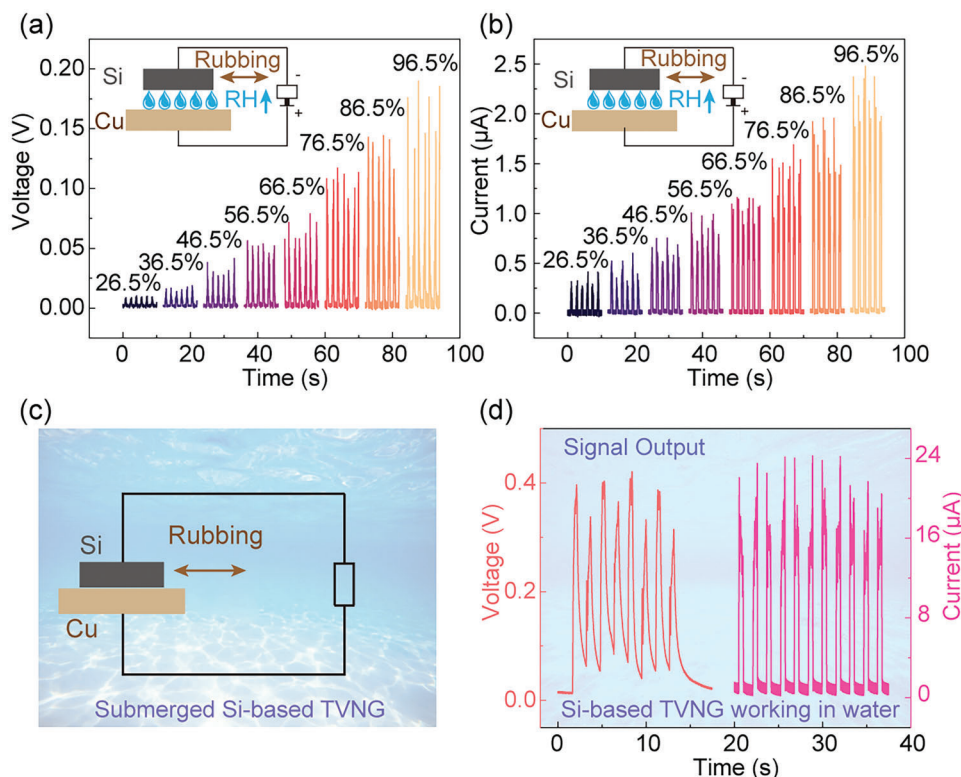 (a)
Voltage (V)
0.20
0.15
0.10
0.05
0.00
Rubbing
Si
RH
Cu
-
+
26.5%
36.5%
46.5%
56.5%
66.5%
76.5%
86.5%
96.5%
0 20 40 60 80 100
Time (s)
(b)
Current (μA)
2.5
2.0
1.5
1.0
0.5
0.0
Rubbing
Si
RH
Cu
-
+
26.5%
36.5%
46.5%
56.5%
66.5%
76.5%
86.5%
96.5%
0 20 40 60 80 100
Time (s)
(c)
Rubbing
Si
Cu
Submerged Si-based TVNG
(d)
Signal Output
Voltage (V)
0.4
0.2
0.0
Current (μA)
24
16
8
0
Si-based TVNG working in water
0 10 20 30 40
Time (s)